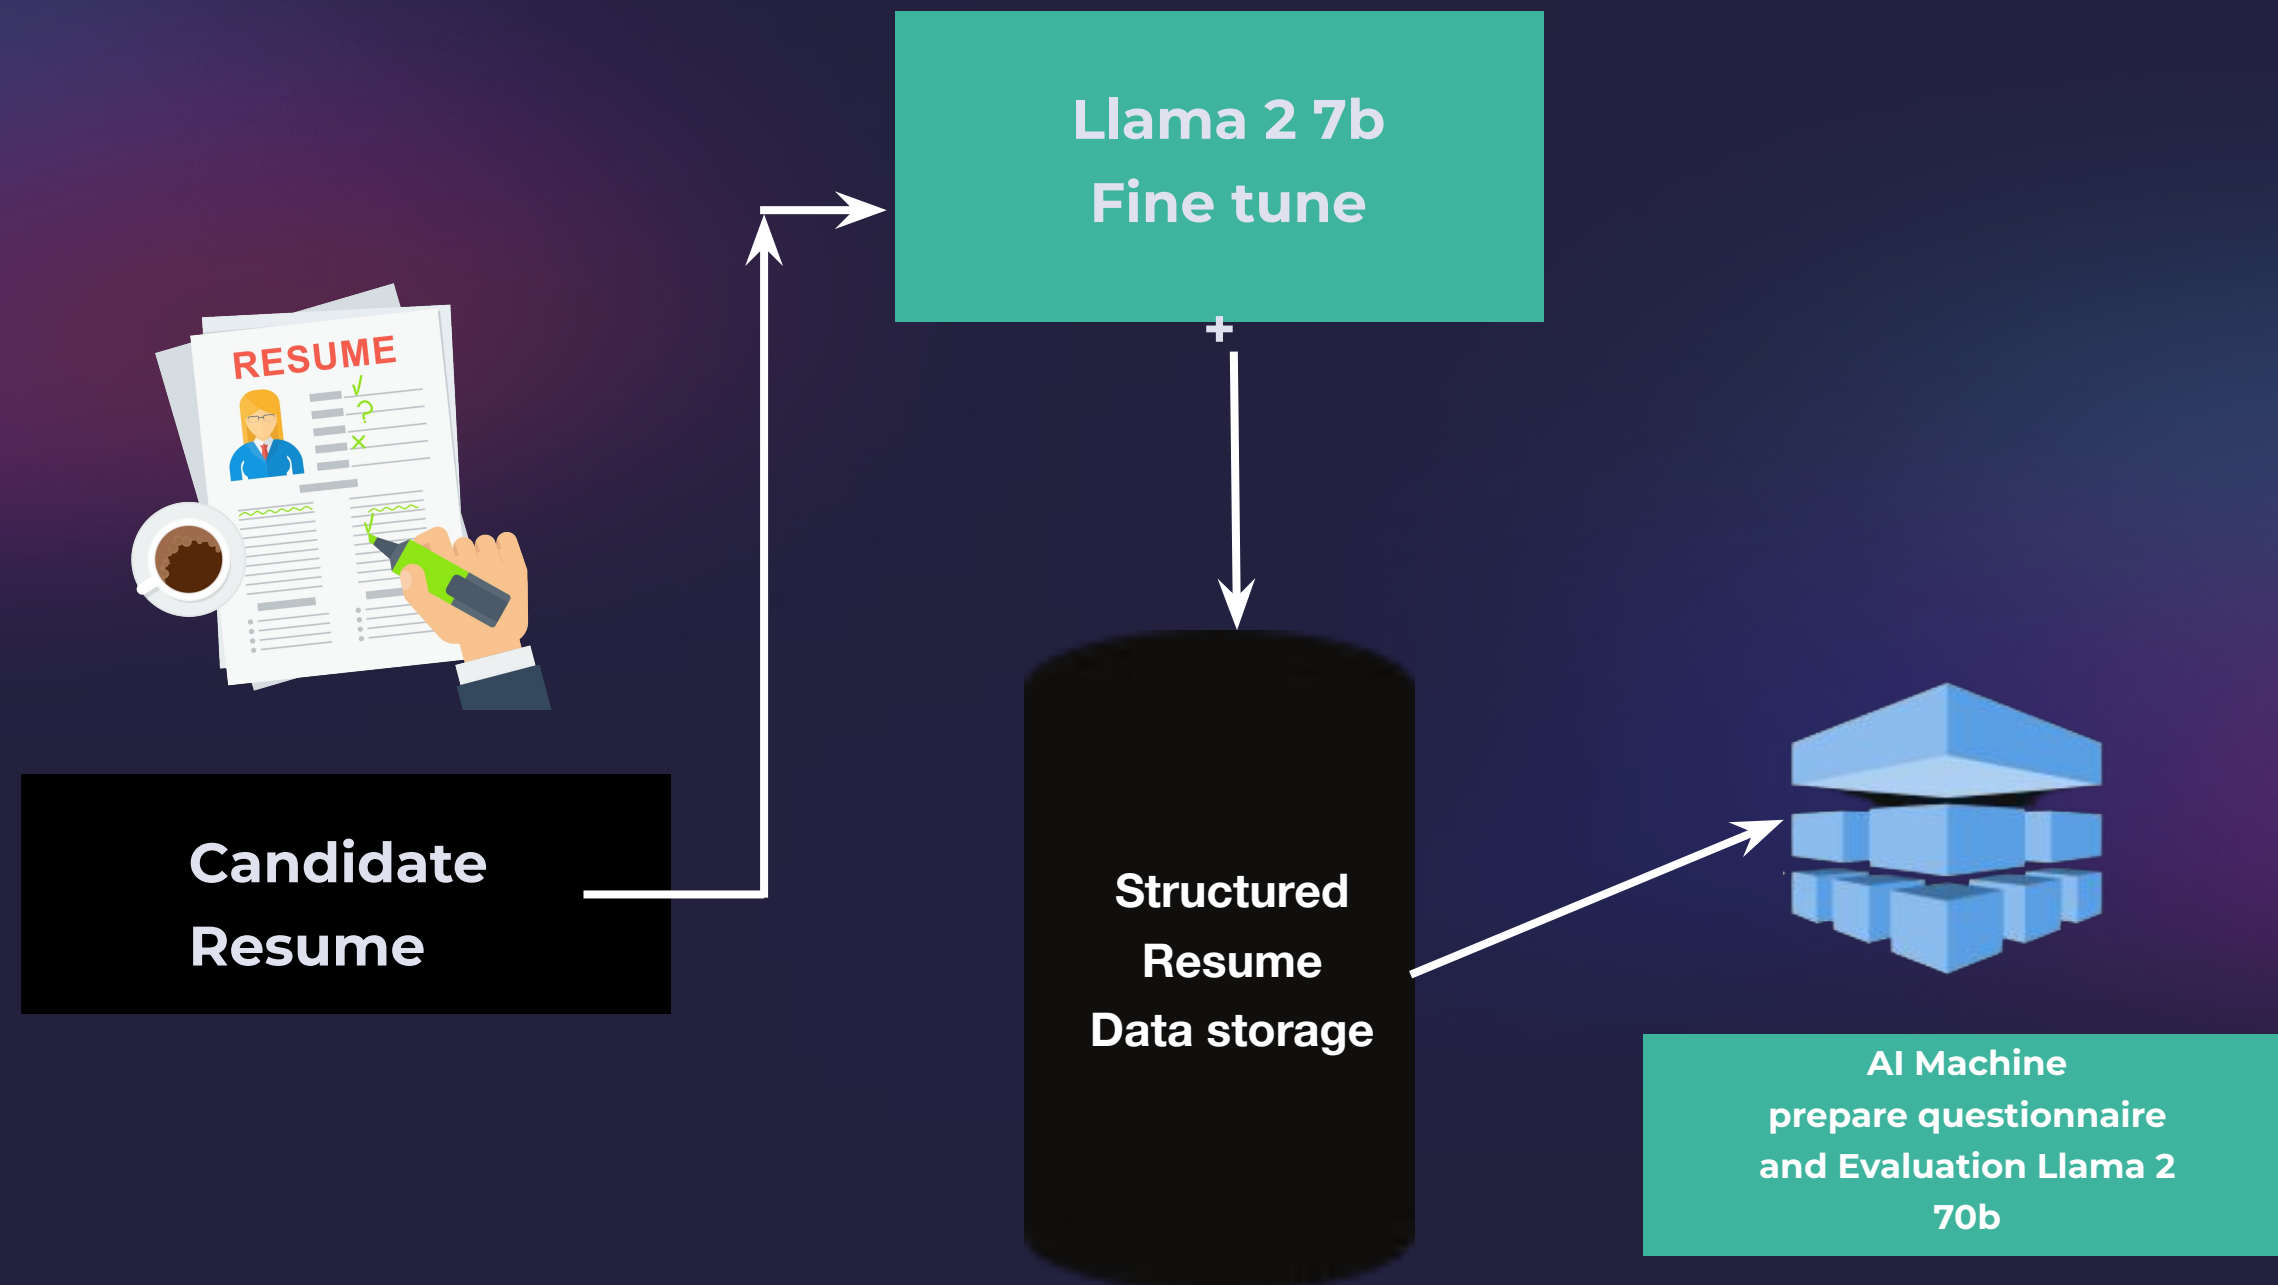 Llama 2 7b
Fine tune
+
RESUME
Candidate
Resume
Structured
Resume
Data storage
AI Machine
prepare questionnaire
and Evaluation Llama 2
70b